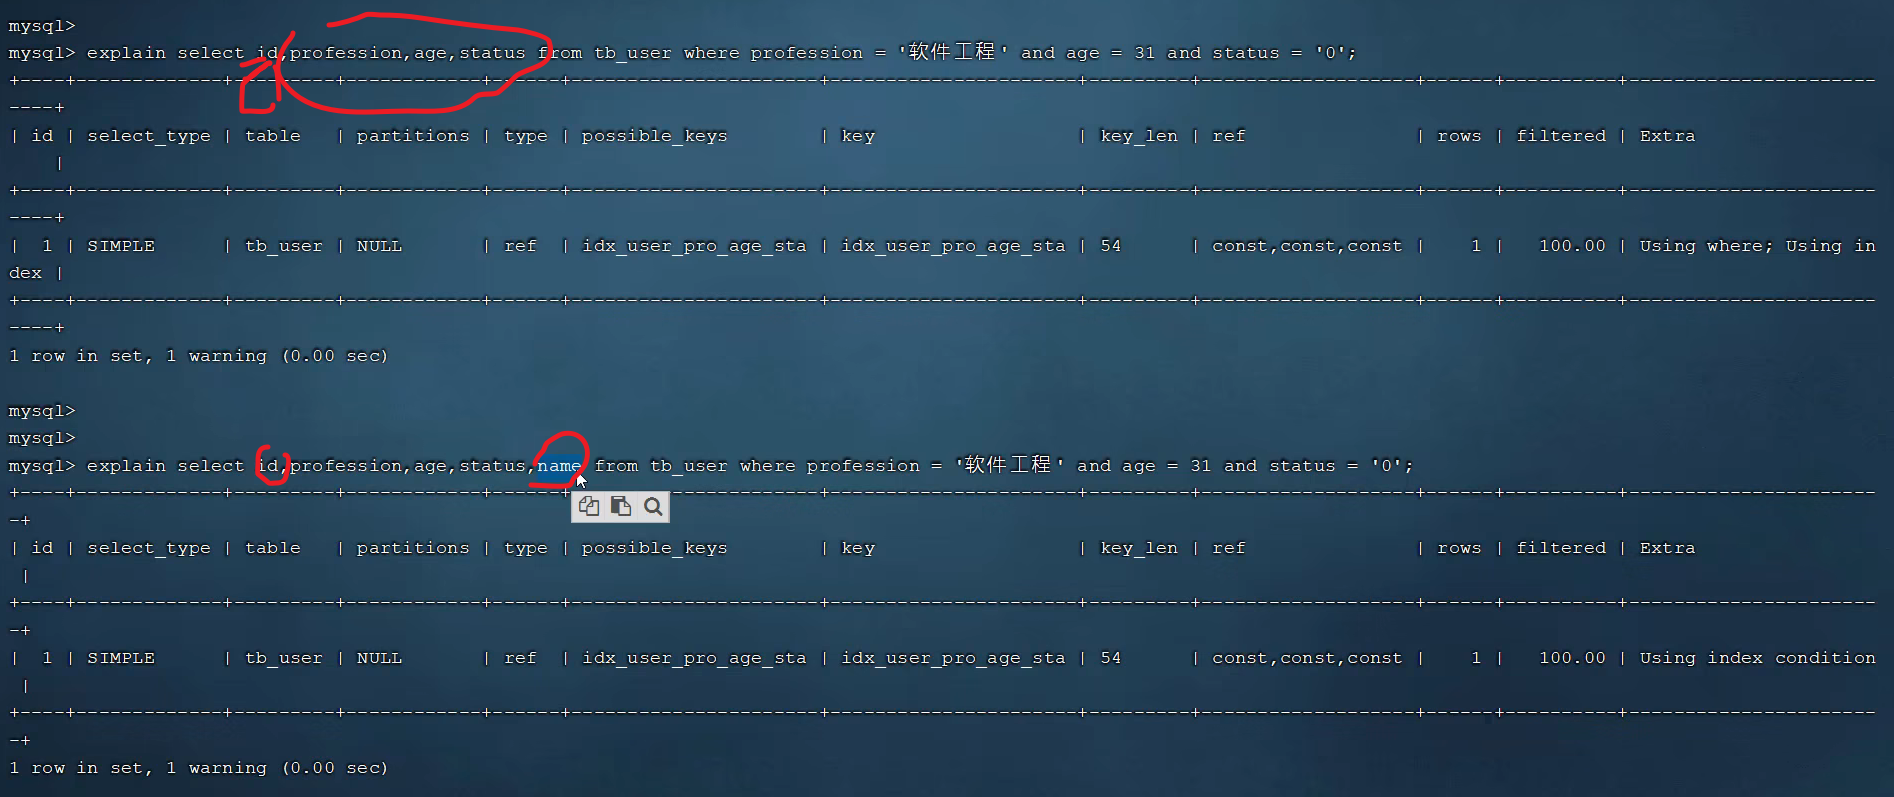 mysql>
mysql> explain select id,profession,age,status from tb_user where profession = '软件工程' and age = 31 and status = '0';
+----+-------------+---------+------------+------+----------------------+----------------------+---------+-------------------+------+----------+----------------------
----+
| id | select_type | table   | partitions | type | possible_keys        | key                  | key_len | ref               | rows | filtered | Extra
    |
+----+-------------+---------+------------+------+----------------------+----------------------+---------+-------------------+------+----------+----------------------
----+
|  1 | SIMPLE      | tb_user | NULL       | ref  | idx_user_pro_age_sta | idx_user_pro_age_sta | 54      | const,const,const |    1 |   100.00 | Using where; Using in
dex |
+----+-------------+---------+------------+------+----------------------+----------------------+---------+-------------------+------+----------+----------------------
----+
1 row in set, 1 warning (0.00 sec)
mysql>
mysql>
mysql> explain select id,profession,age,status,name from tb_user where profession = '软件工程' and age = 31 and status = '0';
+----+-------------+---------+------------+------+----------------------+----------------------+---------+-------------------+------+----------+----------------------
-+
| id | select_type | table   | partitions | type | possible_keys        | key                  | key_len | ref               | rows | filtered | Extra
 |
+----+-------------+---------+------------+------+----------------------+----------------------+---------+-------------------+------+----------+----------------------
-+
|  1 | SIMPLE      | tb_user | NULL       | ref  | idx_user_pro_age_sta | idx_user_pro_age_sta | 54      | const,const,const |    1 |   100.00 | Using index condition
 |
+----+-------------+---------+------------+------+----------------------+----------------------+---------+-------------------+------+----------+----------------------
-+
1 row in set, 1 warning (0.00 sec)